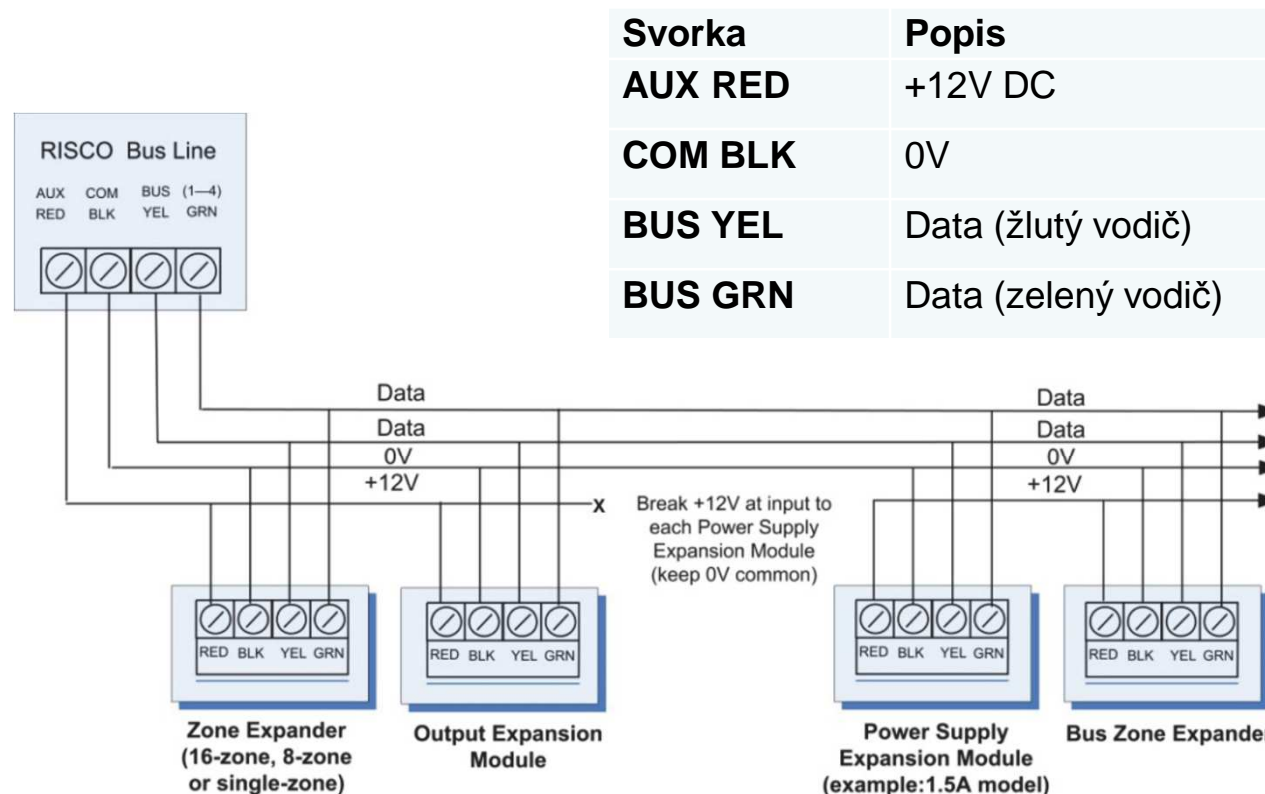 Svorka Popis
AUX RED +12V DC
COM BLK 0V
BUS YEL Data (žlutý vodič)
BUS GRN Data (zelený vodič)
RISCO Bus Line
AUX COM BUS (1—4)
RED BLK YEL GRN
Data Data
Data Data
0V 0V
+12V +12V
X
Break +12V at input to
each Power Supply
Expansion Module
(keep 0V common)
RED BLK YEL GRN
RED BLK YEL GRN
RED BLK YEL GRN
RED BLK YEL GRN
Zone Expander
(16-zone, 8-zone
or single-zone)
Output Expansion
Module
Power Supply
Expansion Module
(example:1.5A model)
Bus Zone Expander